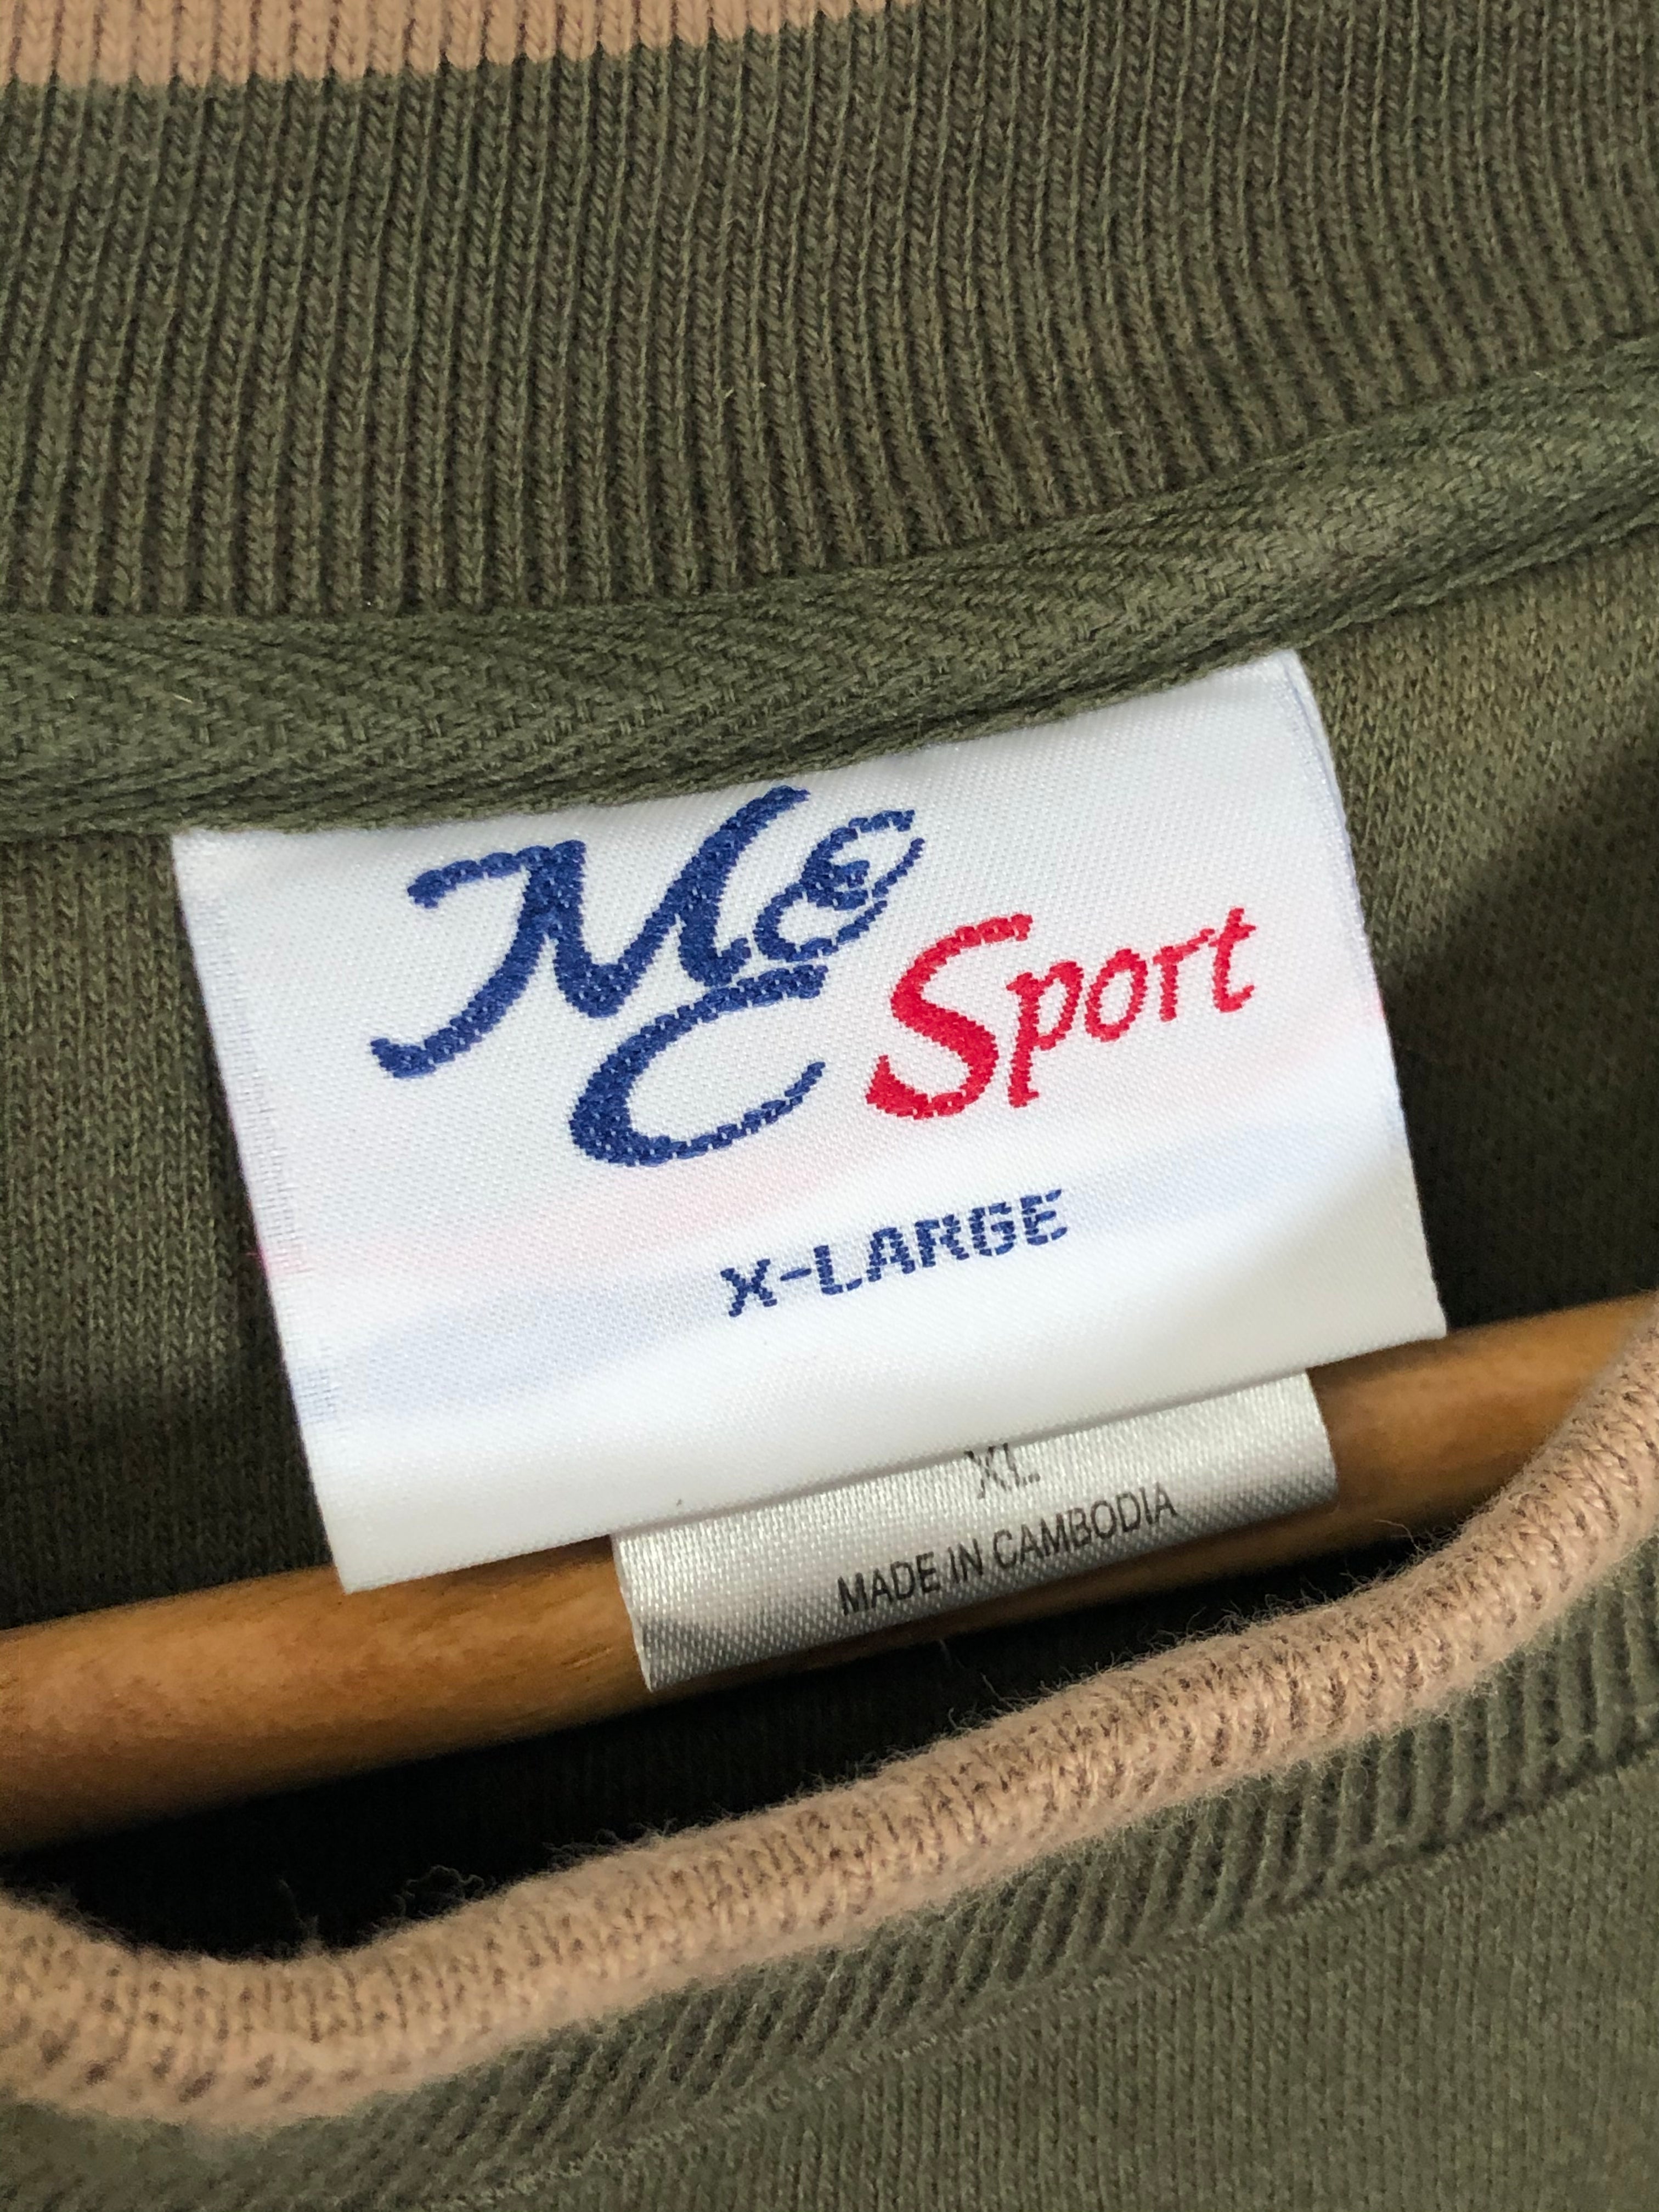 McC Sport
X-LARGE
XL
MADE IN CAMBODIA